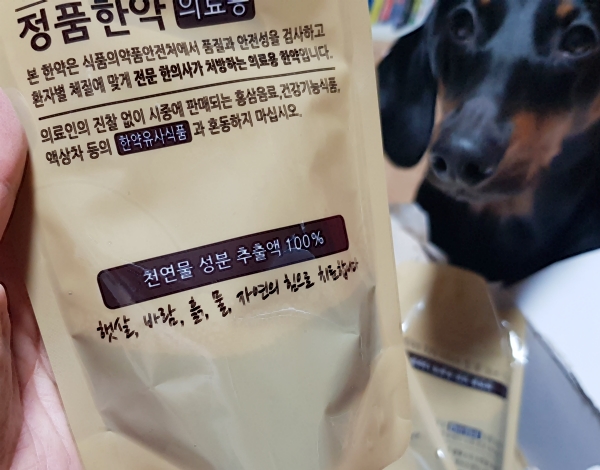 정품한약 의료용
본 한약은 식품의약품안전처에서 품질과 안전성을 검사하고
환자별 체질에 맞게 전문 한의사가 처방하는 의료용 한약입니다.
의료인의 진찰 없이 시중에 판매되는 홍삼음료,건강기능식품,
액상차 등의 한약유사식품 과 혼동하지 마십시오.
천연물 성분 추출액 100%
햇살, 바람, 흙, 물, 자연의 힘으로 치료합니다